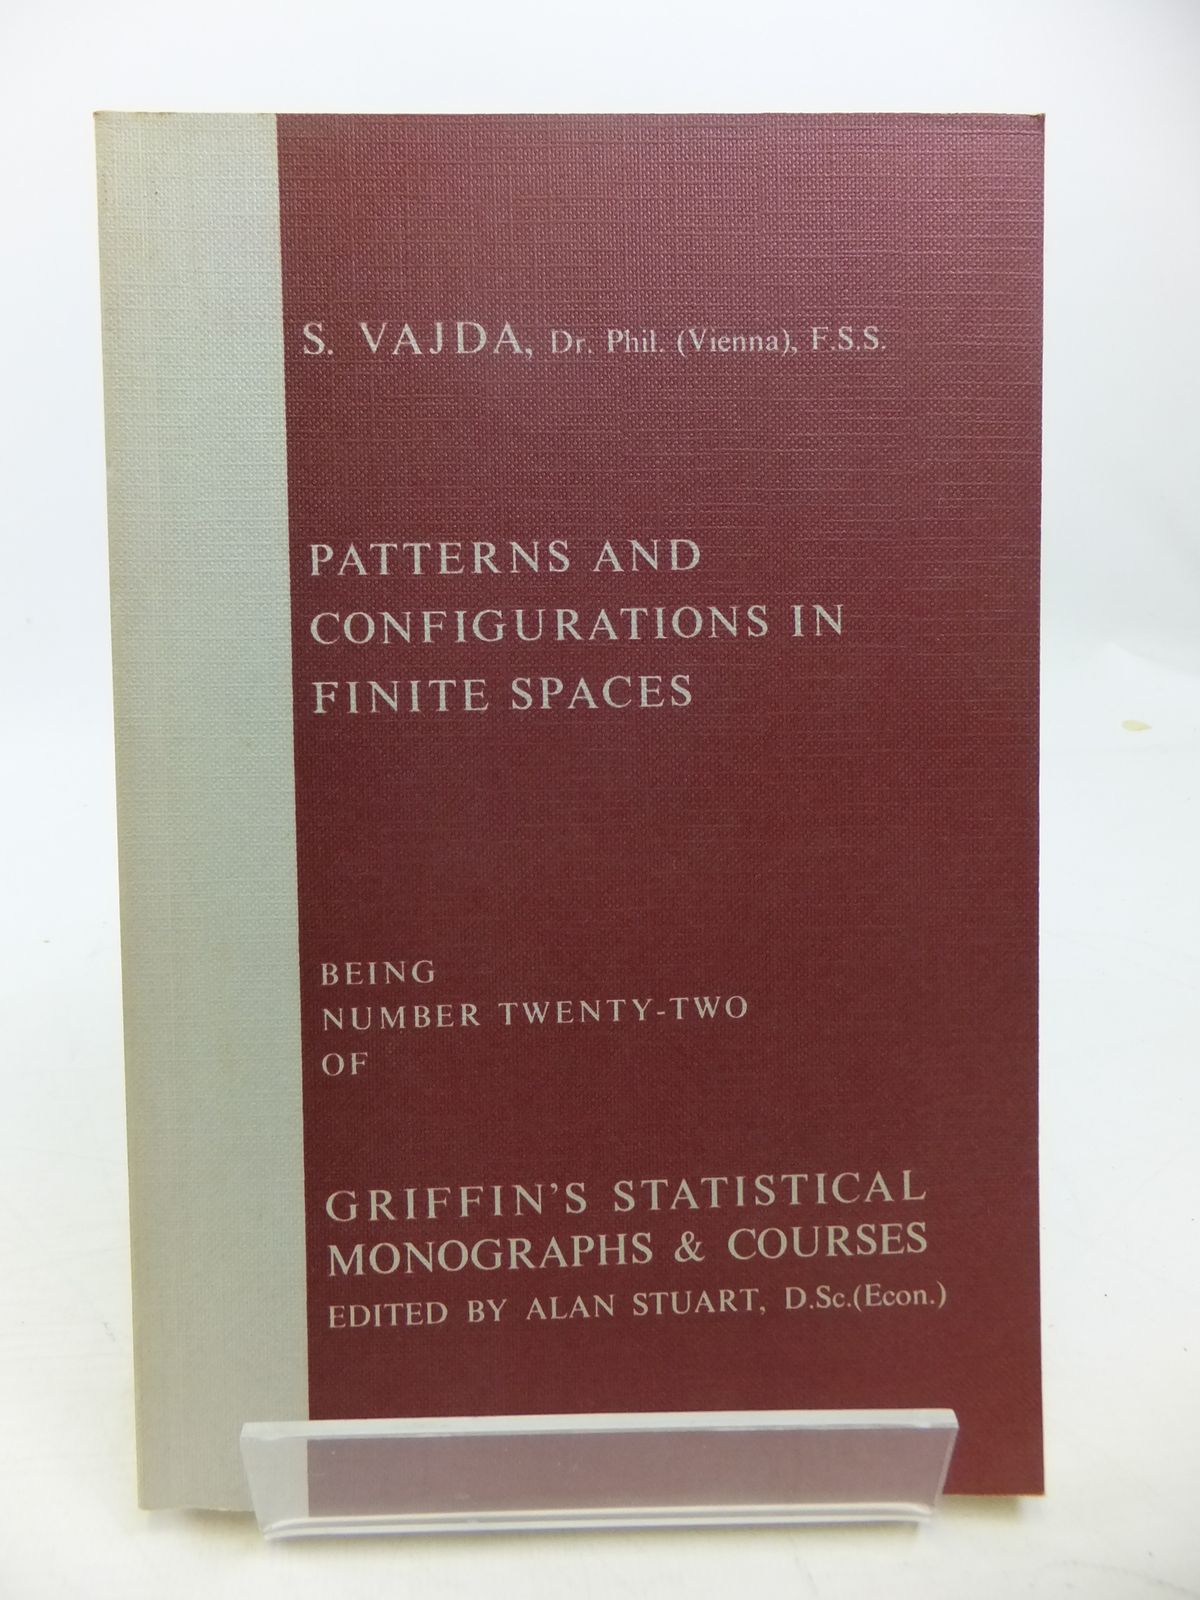 S. VAJDA, Dr. Phil. (Vienna), F.S.S.
PATTERNS AND
CONFIGURATIONS IN
FINITE SPACES
BEING
NUMBER TWENTY-TWO
OF
GRIFFIN'S STATISTICAL
MONOGRAPHS & COURSES
EDITED BY ALAN STUART, D.Sc.(Econ.)